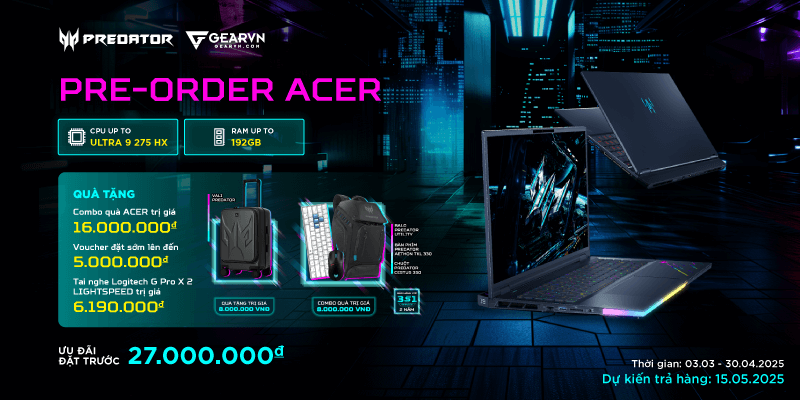 PREDATOR
GEARVN
GEARVN.COM
PRE-ORDER ACER
CPU UP TO
ULTRA 9 275 HX
RAM UP TO
192GB
QUÀ TẶNG
Combo quà ACER trị giá
16.000.000đ
Voucher đặt sớm lên đến
5.000.000đ
Tai nghe Logitech G Pro X 2
LIGHTSPEED trị giá
6.190.000đ
VALI
PREDATOR
QUÀ TẶNG TRỊ GIÁ
8.000.000 VNĐ
BALO
PREDATOR
UTILITY
BÀN PHÍM
PREDATOR
AETHON TKL 330
CHUỘT
PREDATOR
CESTUS 350
COMBO QUÀ TRỊ GIÁ
8.000.000 VNĐ
3S1
2 NĂM
ƯU ĐÃI
ĐẶT TRƯỚC
27.000.000đ
Thời gian: 03.03 - 30.04.2025
Dự kiến trả hàng: 15.05.2025